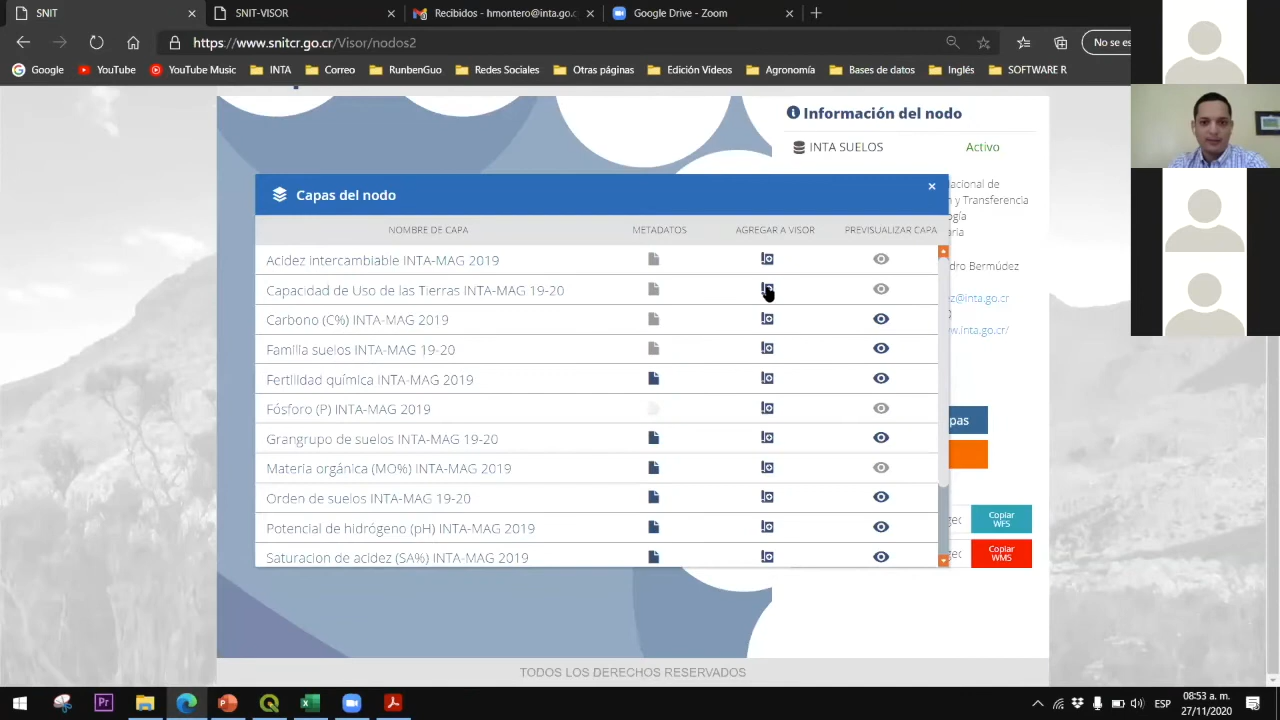 SNIT
SNIT-VISOR
Recibidos - hmontero@inta.go.c
Google Drive - Zoom
https://www.snitcr.go.cr/Visor/nodos2
No se es
Google
YouTube
YouTube Music
INTA
Correo
RunbenGuo
Redes Sociales
Otras páginas
Edición Videos
Agronomía
Bases de datos
Inglés
SOFTWARE R
Información del nodo
INTA SUELOS Activo
acional de
n y Transferencia
ogía
aria
dro Bermúdez
z@inta.go.cr
w.inta.go.cr/
pas
Copiar
WFS
Copiar
WMS
Capas del nodo
NOMBRE DE CAPA METADATOS AGREGAR A VISOR PREVISUALIZAR CAPA
Acidez intercambiable INTA-MAG 2019
Capacidad de Uso de las Tierras INTA-MAG 19-20
Carbono (C%) INTA-MAG 2019
Familia suelos INTA-MAG 19-20
Fertilidad química INTA-MAG 2019
Fósforo (P) INTA-MAG 2019
Grangrupo de suelos INTA-MAG 19-20
Materia orgánica (MO%) INTA-MAG 2019
Orden de suelos INTA-MAG 19-20
Potencial de hidrógeno (pH) INTA-MAG 2019
Saturacion de acidez (SA%) INTA-MAG 2019
TODOS LOS DERECHOS RESERVADOS
ESP
08:53 a. m.
27/11/2020